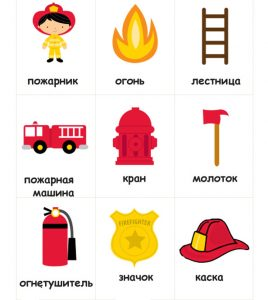 пожарник огонь лестница
пожарная
машина
кран молоток
FIREFIGHTER
огнетушитель значок каска